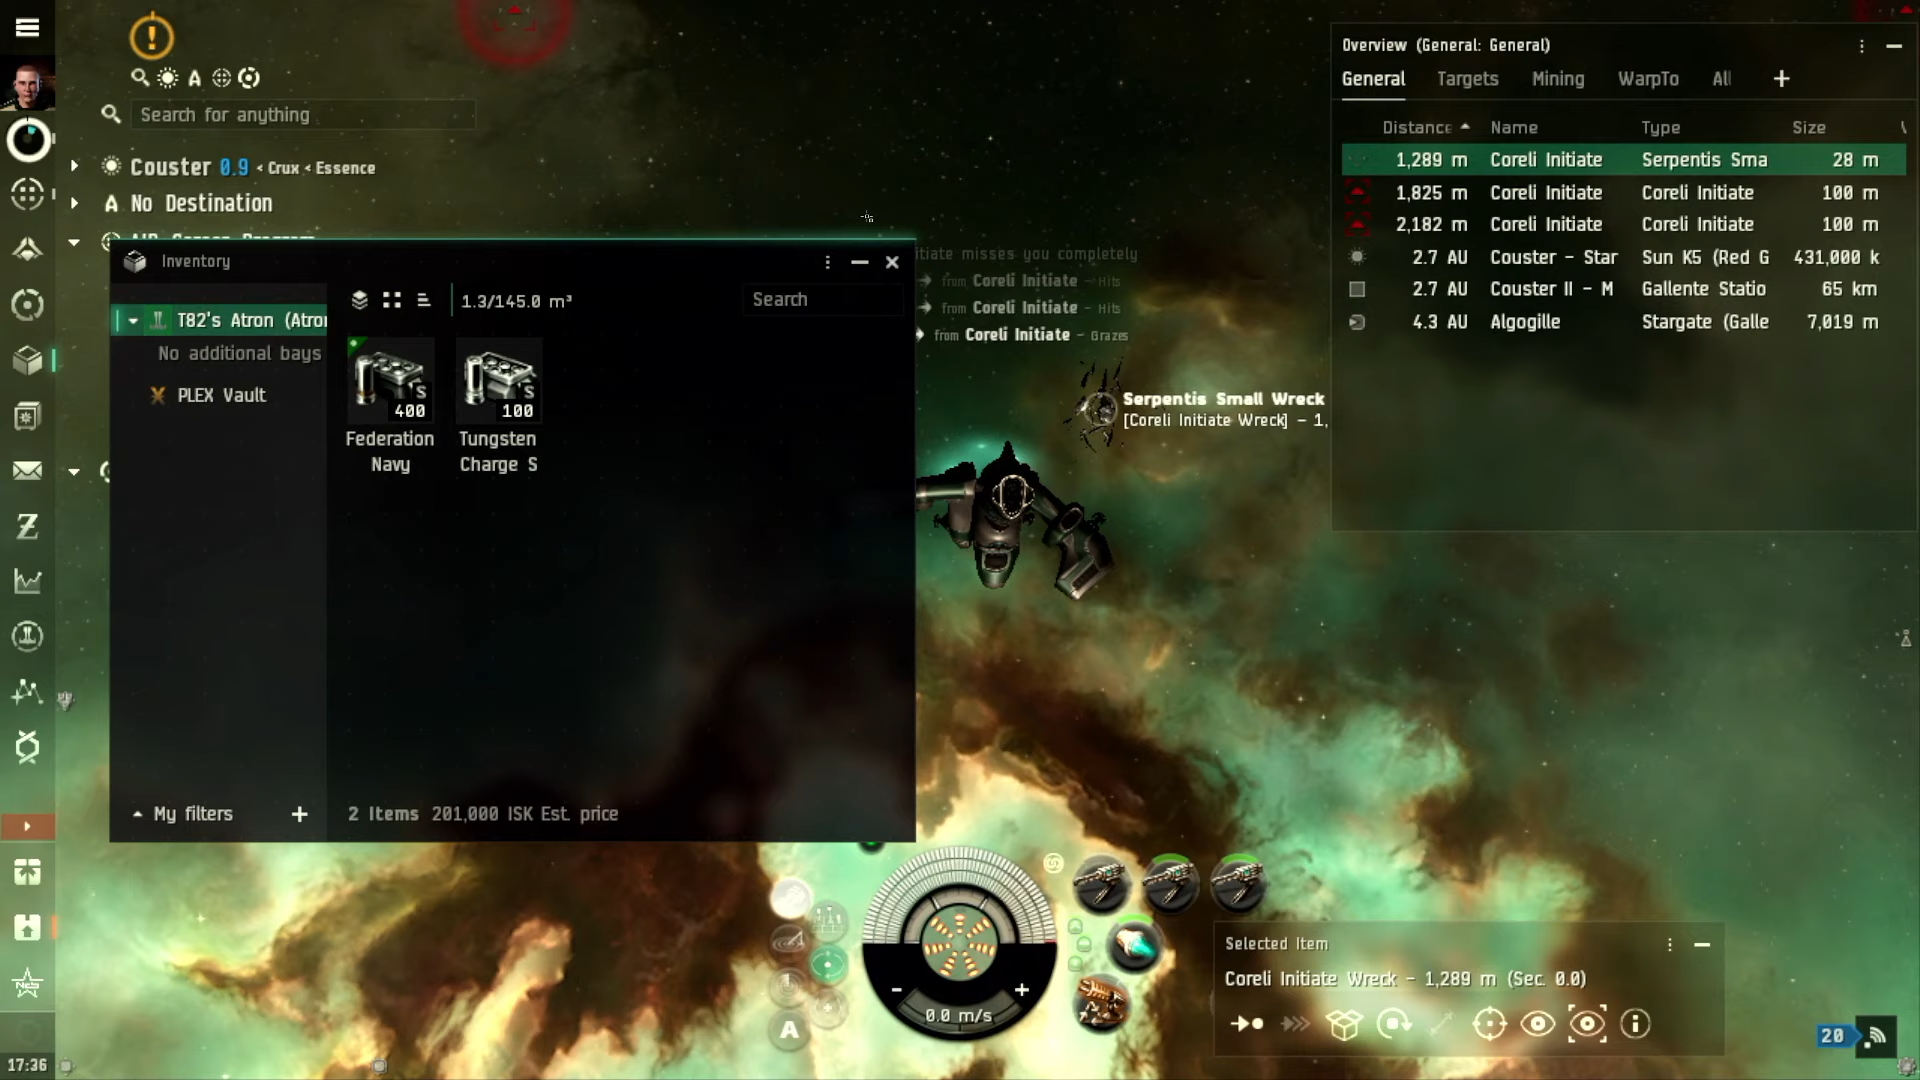 Search for anything
Couster 0.9 < Crux < Essence
No Destination
Inventory
T82's Atron (Atron
No additional bays
PLEX Vault
1.3/145.0 m³
Search
400
Federation
Navy
100
Tungsten
Charge S
My filters
2 Items 201,000 ISK Est. price
itiate misses you completely
from Coreli Initiate - Hits
from Coreli Initiate - Hits
from Coreli Initiate - Grazes
Serpentis Small Wreck
[Coreli Initiate Wreck] - 1,
Overview (General: General)
General Targets Mining WarpTo All +
Distance Name Type Size
1,289 m Coreli Initiate Serpentis Sma 28 m
1,825 m Coreli Initiate Coreli Initiate 100 m
2,182 m Coreli Initiate Coreli Initiate 100 m
2.7 AU Couster - Star Sun K5 (Red G 431,000 k
2.7 AU Couster II - M Gallente Statio 65 km
4.3 AU Algogille Stargate (Galle 7,019 m
0.0 m/s
A
Selected Item
Coreli Initiate Wreck - 1,289 m (Sec. 0.0)
20
17:36